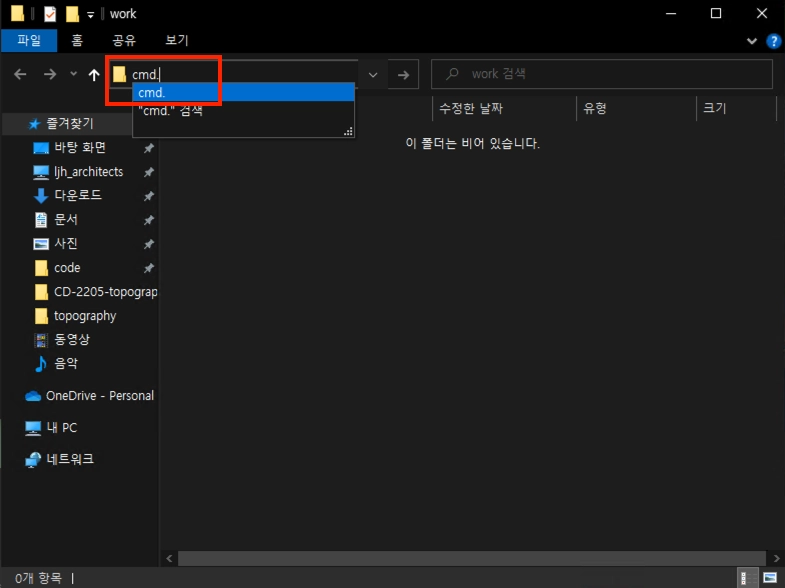 work
파일 홈 공유 보기
cmd.
work 검색
cmd.
"cmd." 검색
수정한 날짜 유형 크기
이 폴더는 비어 있습니다.
즐겨찾기
바탕 화면
ljh_architects
다운로드
문서
사진
code
CD-2205-topograp
topography
동영상
음악
OneDrive - Personal
내 PC
네트워크
0개 항목